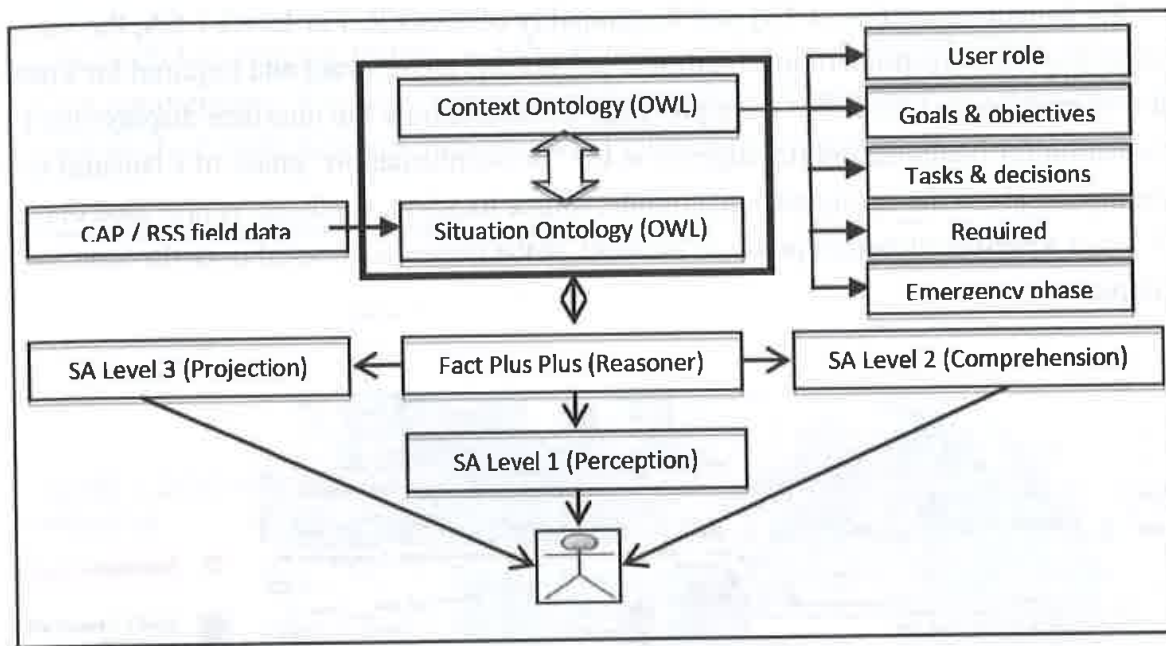 User role
Context Ontology (OWL)
Goals & objectives
Tasks & decisions
CAP / RSS field data
Situation Ontology (OWL)
Required
Emergency phase
SA Level 3 (Projection)
Fact Plus Plus (Reasoner)
SA Level 2 (Comprehension)
SA Level 1 (Perception)